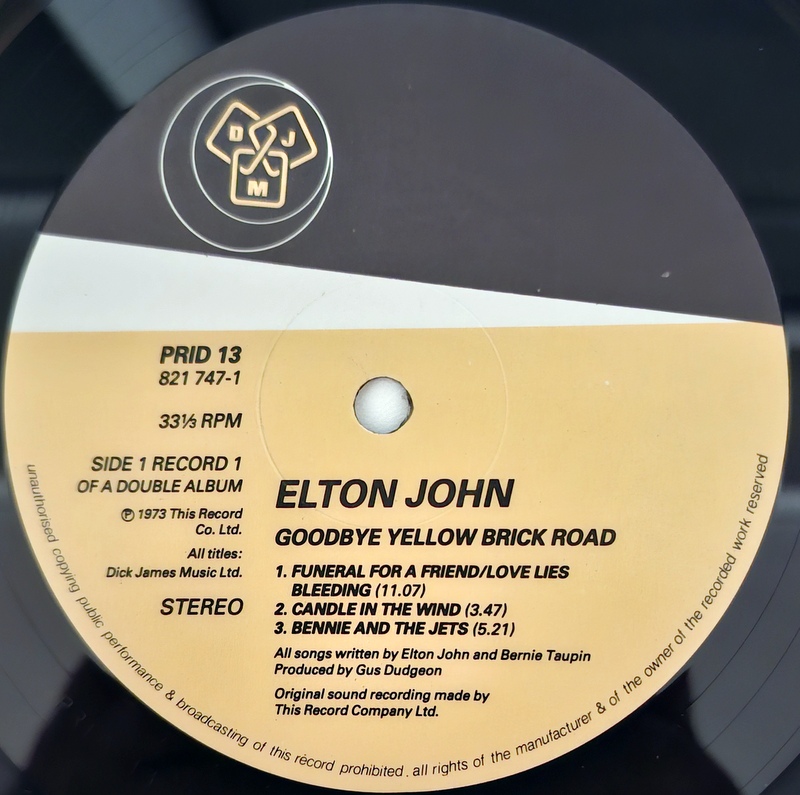 D J
M
PRID 13
821 747-1
33⅓ RPM
SIDE 1 RECORD 1
OF A DOUBLE ALBUM
℗ 1973 This Record
Co. Ltd.
All titles:
Dick James Music Ltd.
STEREO
ELTON JOHN
GOODBYE YELLOW BRICK ROAD
1. FUNERAL FOR A FRIEND/LOVE LIES
BLEEDING (11.07)
2. CANDLE IN THE WIND (3.47)
3. BENNIE AND THE JETS (5.21)
All songs written by Elton John and Bernie Taupin
Produced by Gus Dudgeon
Original sound recording made by
This Record Company Ltd.
unauthorised copying public performance & broadcasting of this record prohibited. all rights of the manufacturer & of the owner of the recorded work reserved